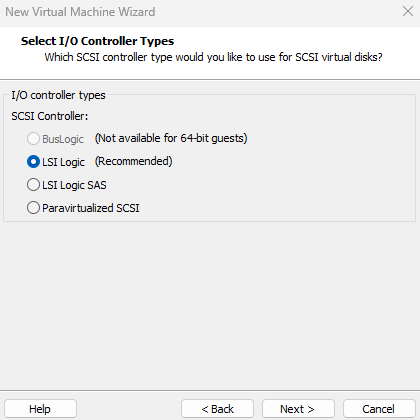 New Virtual Machine Wizard
Select I/O Controller Types
Which SCSI controller type would you like to use for SCSI virtual disks?
I/O controller types
SCSI Controller:
BusLogic (Not available for 64-bit guests)
LSI Logic (Recommended)
LSI Logic SAS
Paravirtualized SCSI
Help < Back Next > Cancel